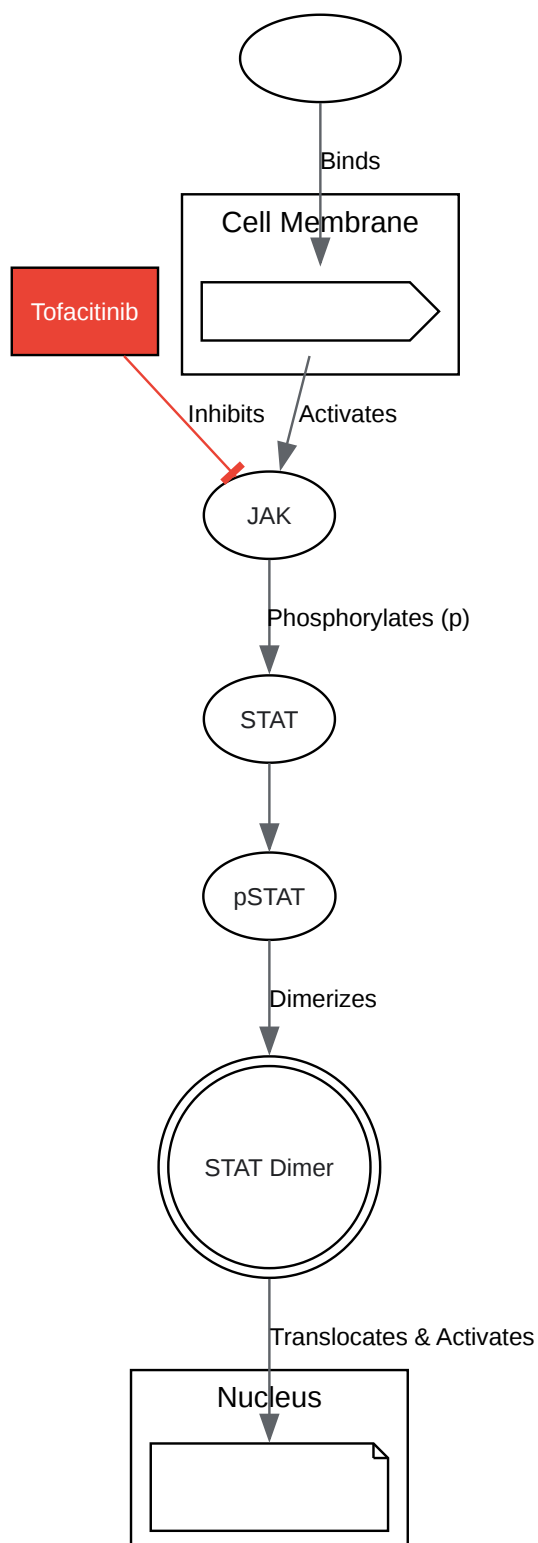 Binds
Cell Membrane
Tofacitinib
Inhibits
Activates
JAK
Phosphorylates (p)
STAT
pSTAT
Dimerizes
STAT Dimer
Translocates & Activates
Nucleus